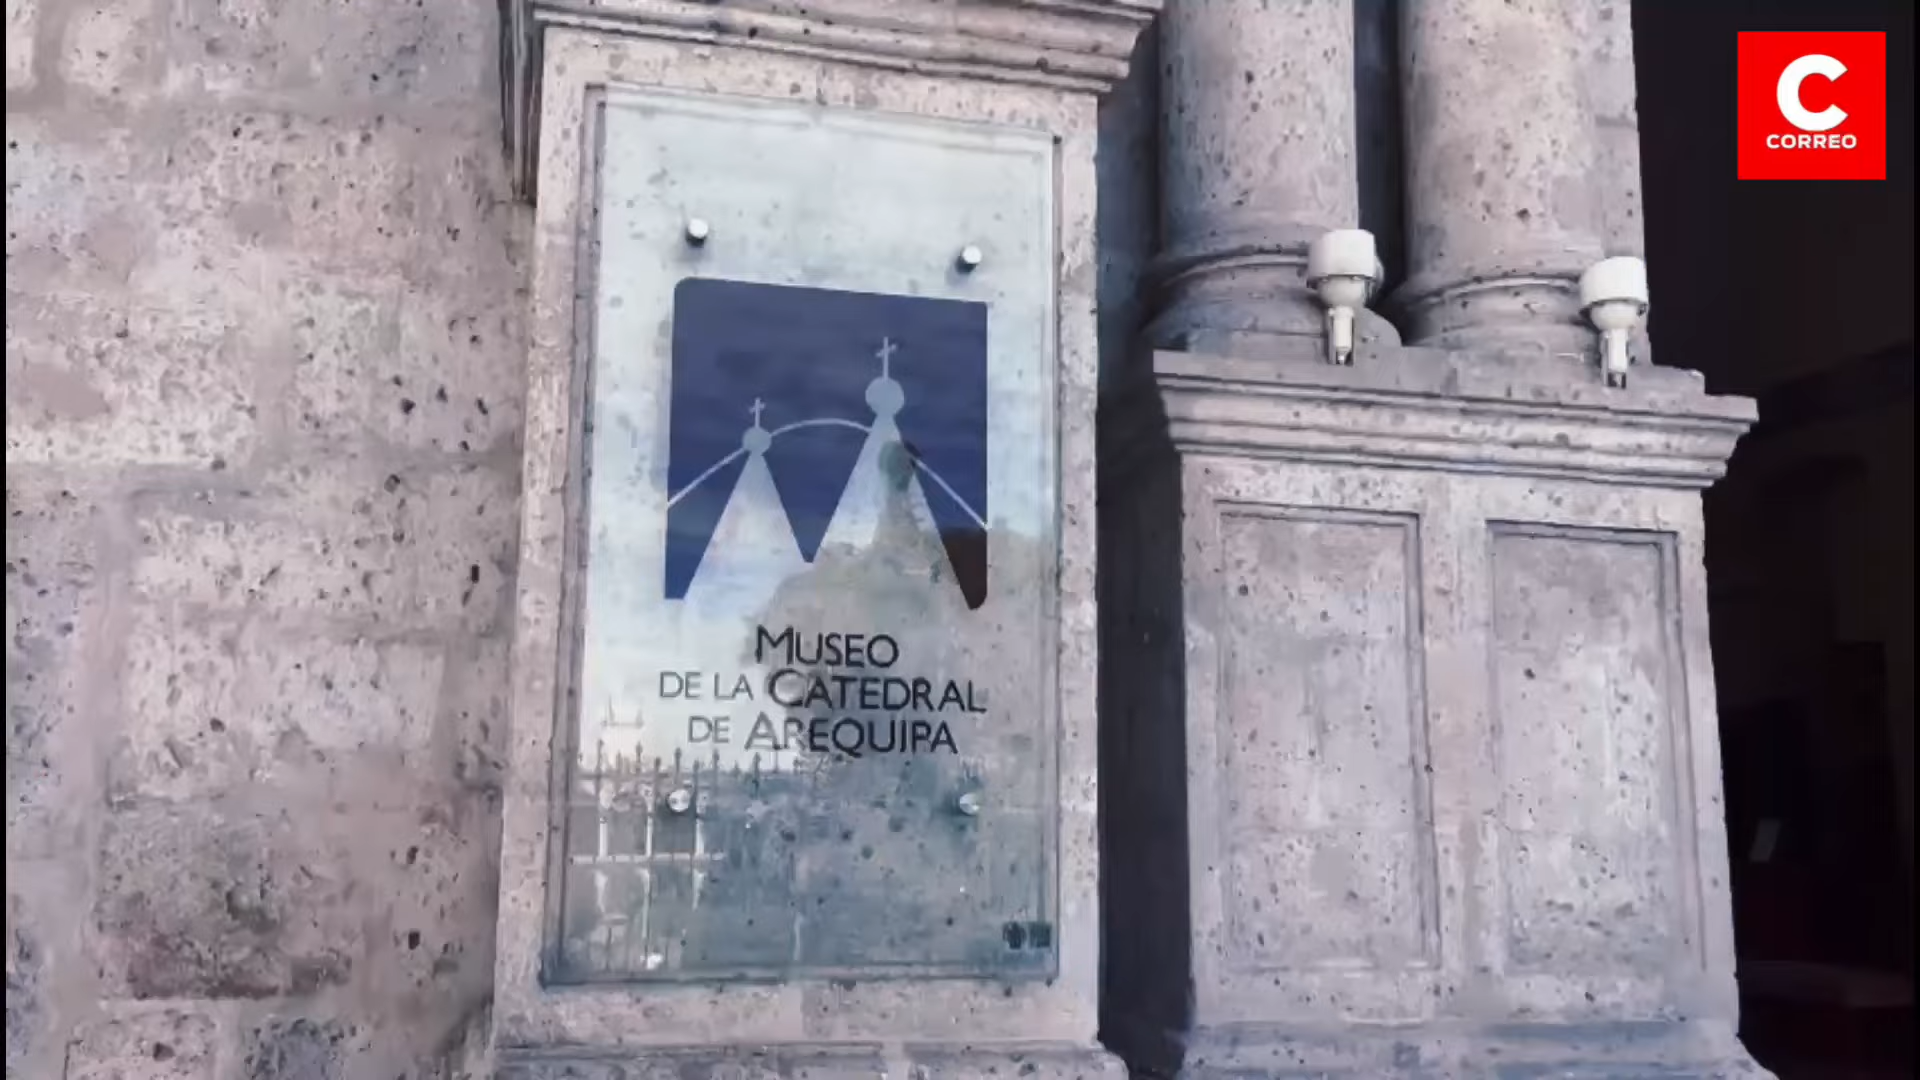 C
CORREO
MUSEO
DE LA CATEDRAL
DE AREQUIPA